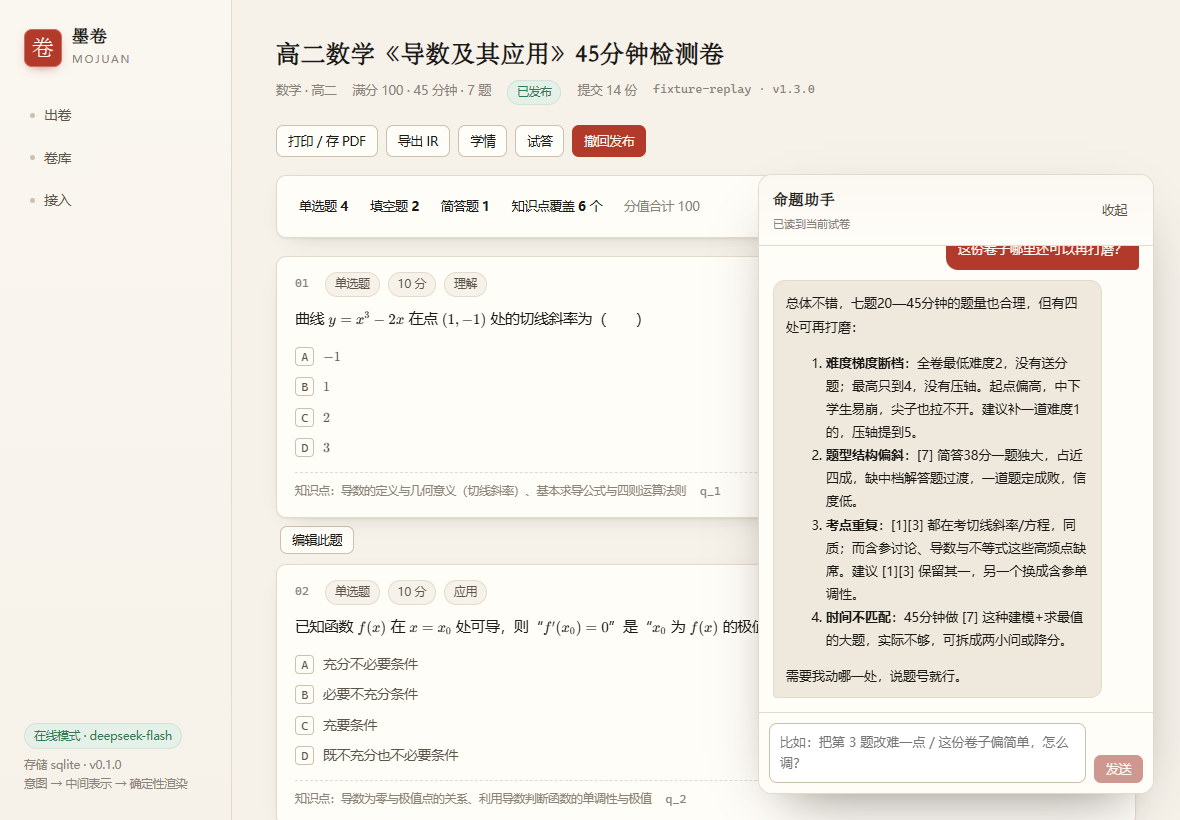 卷
墨卷
MOJUAN
出卷
卷库
接入
在线模式 · deepseek-flash
存储 sqlite · v0.1.0
意图 → 中间表示 → 确定性渲染
高二数学《导数及其应用》45分钟检测卷
数学 · 高二 满分 100 · 45 分钟 · 7 题 已发布 提交 14 份 fixture-replay · v1.3.0
打印 / 存 PDF 导出 IR 学情 试答 撤回发布
单选题 4 填空题 2 简答题 1 知识点覆盖 6 个 分值合计 100
01 单选题 10 分 理解
曲线 y = x³ − 2x 在点 (1, −1) 处的切线斜率为（　　）
A −1
B 1
C 2
D 3
知识点：导数的定义与几何意义（切线斜率）、基本求导公式与四则运算法则 q_1
编辑此题
02 单选题 10 分 应用
已知函数 f(x) 在 x = x₀ 处可导，则“f′(x₀) = 0”是“x₀ 为 f(x) 的极值
A 充分不必要条件
B 必要不充分条件
C 充要条件
D 既不充分也不必要条件
知识点：导数为零与极值点的关系、利用导数判断函数的单调性与极值 q_2
命题助手
已读到当前试卷
收起
这份卷子哪里还可以再打磨？
总体不错，七题20—45分钟的题量也合理，但有四
处可再打磨：
1. 难度梯度断档：全卷最低难度2，没有送分
题；最高只到4，没有压轴。起点偏高，中下
学生易崩，尖子也拉不开。建议补一道难度1
的，压轴提到5。
2. 题型结构偏斜：[7] 简答38分一题独大，占近
四成，缺中档解答题过渡，一道题定成败，信
度低。
3. 考点重复：[1][3] 都在考切线斜率/方程，同
质；而含参讨论、导数与不等式这些高频点缺
席。建议 [1][3] 保留其一，另一个换成含参单
调性。
4. 时间不匹配：45分钟做 [7] 这种建模+求最值
的大题，实际不够，可拆成两小问或降分。
需要我动哪一处，说题号就行。
比如：把第 3 题改难一点 / 这份卷子偏简单，怎么
调？
发送